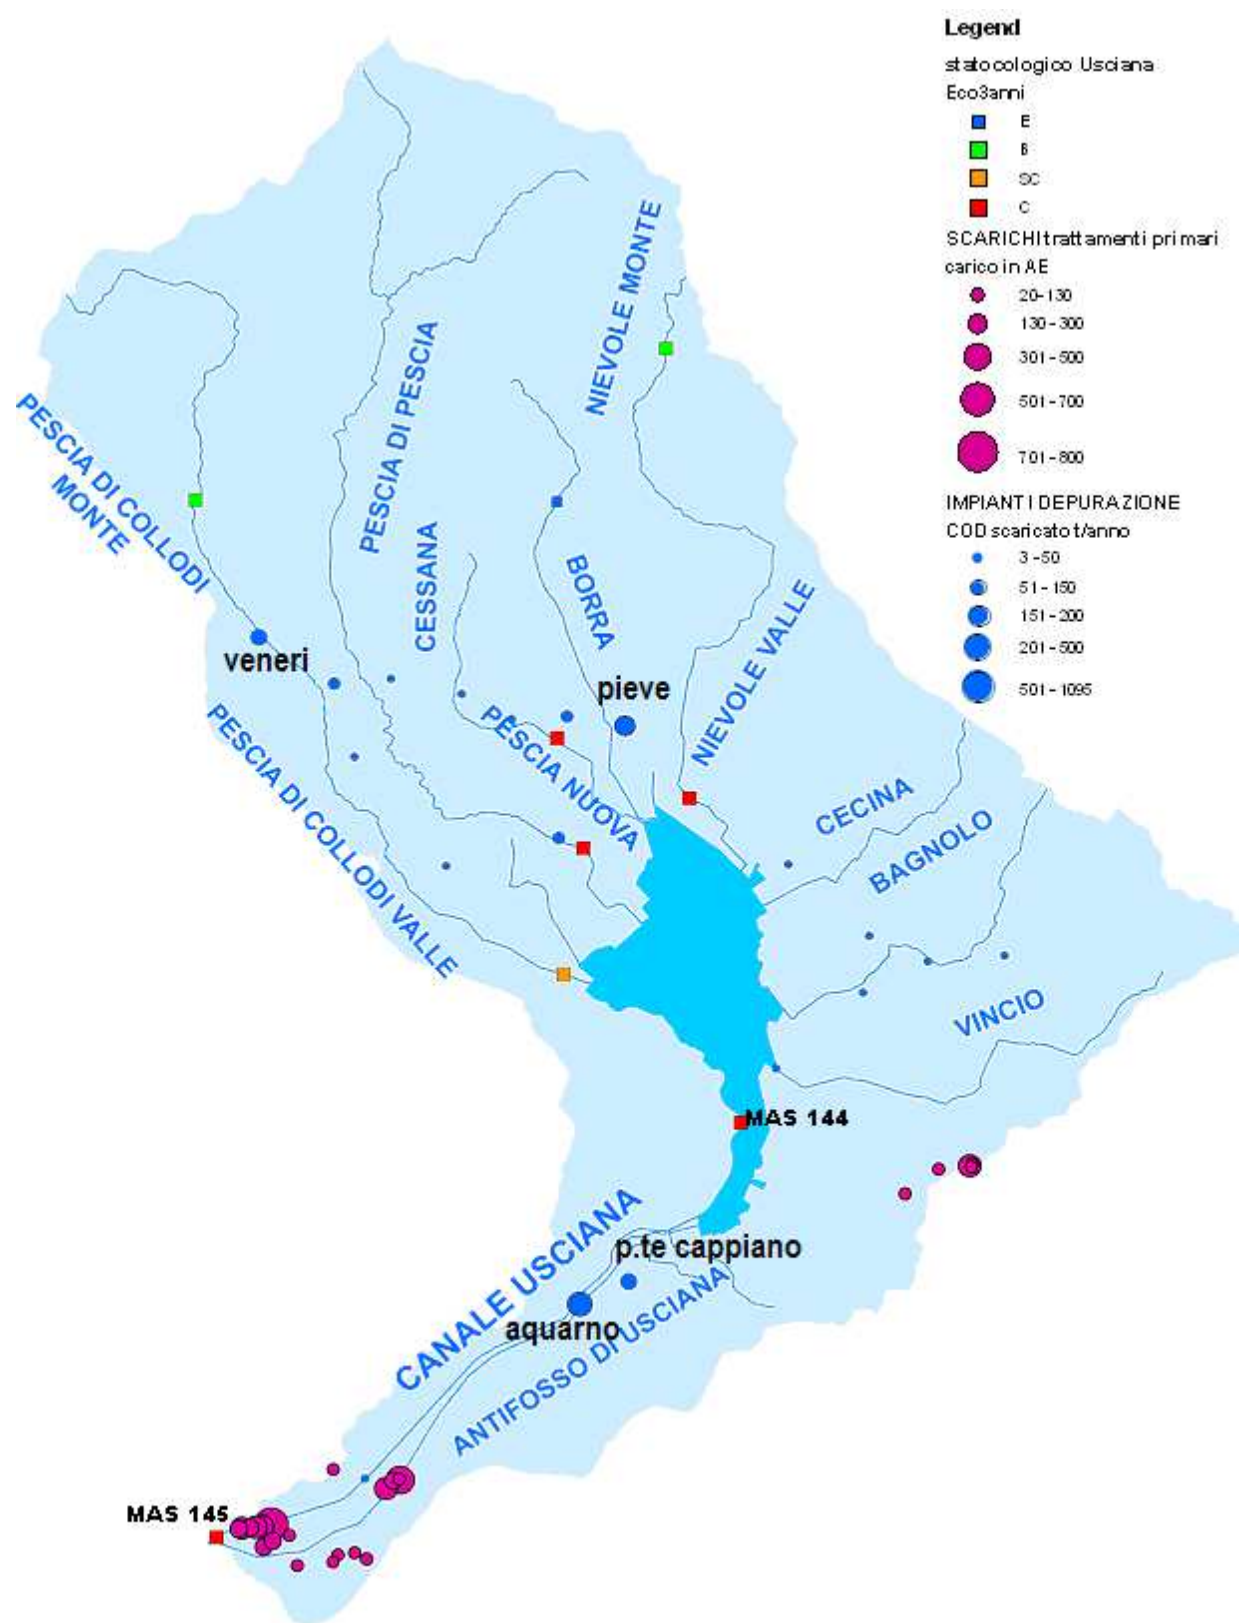 Legend
statocologico Usciana
Eco3anni
E
B
SC
C
SCARICHI trattamenti primari
carico in AE
20-130
130-300
301-500
501-700
701-800
IMPIANTI DEPURAZIONE
COD scaricato t/anno
3-50
51-150
151-200
201-500
501-1095
NIEVOLE MONTE
PESCIA DI PESCIA
PESCIA DI COLLODI
MONTE
CESSANA
BORRA
NIEVOLE VALLE
veneri
pieve
PESCIA NUOVA
PESCIA DI COLLODI VALLE
CECINA
BAGNOLO
VINCIO
MAS 144
CANALE USCIANA
p.te cappiano
aquarno
ANTIFOSSO DI USCIANA
MAS 145